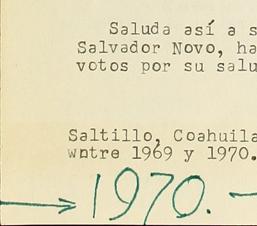 Saluda así a s
Salvador Novo, ha
votos por su salu
Saltillo, Coahuila
wntre 1969 y 1970.
1970.